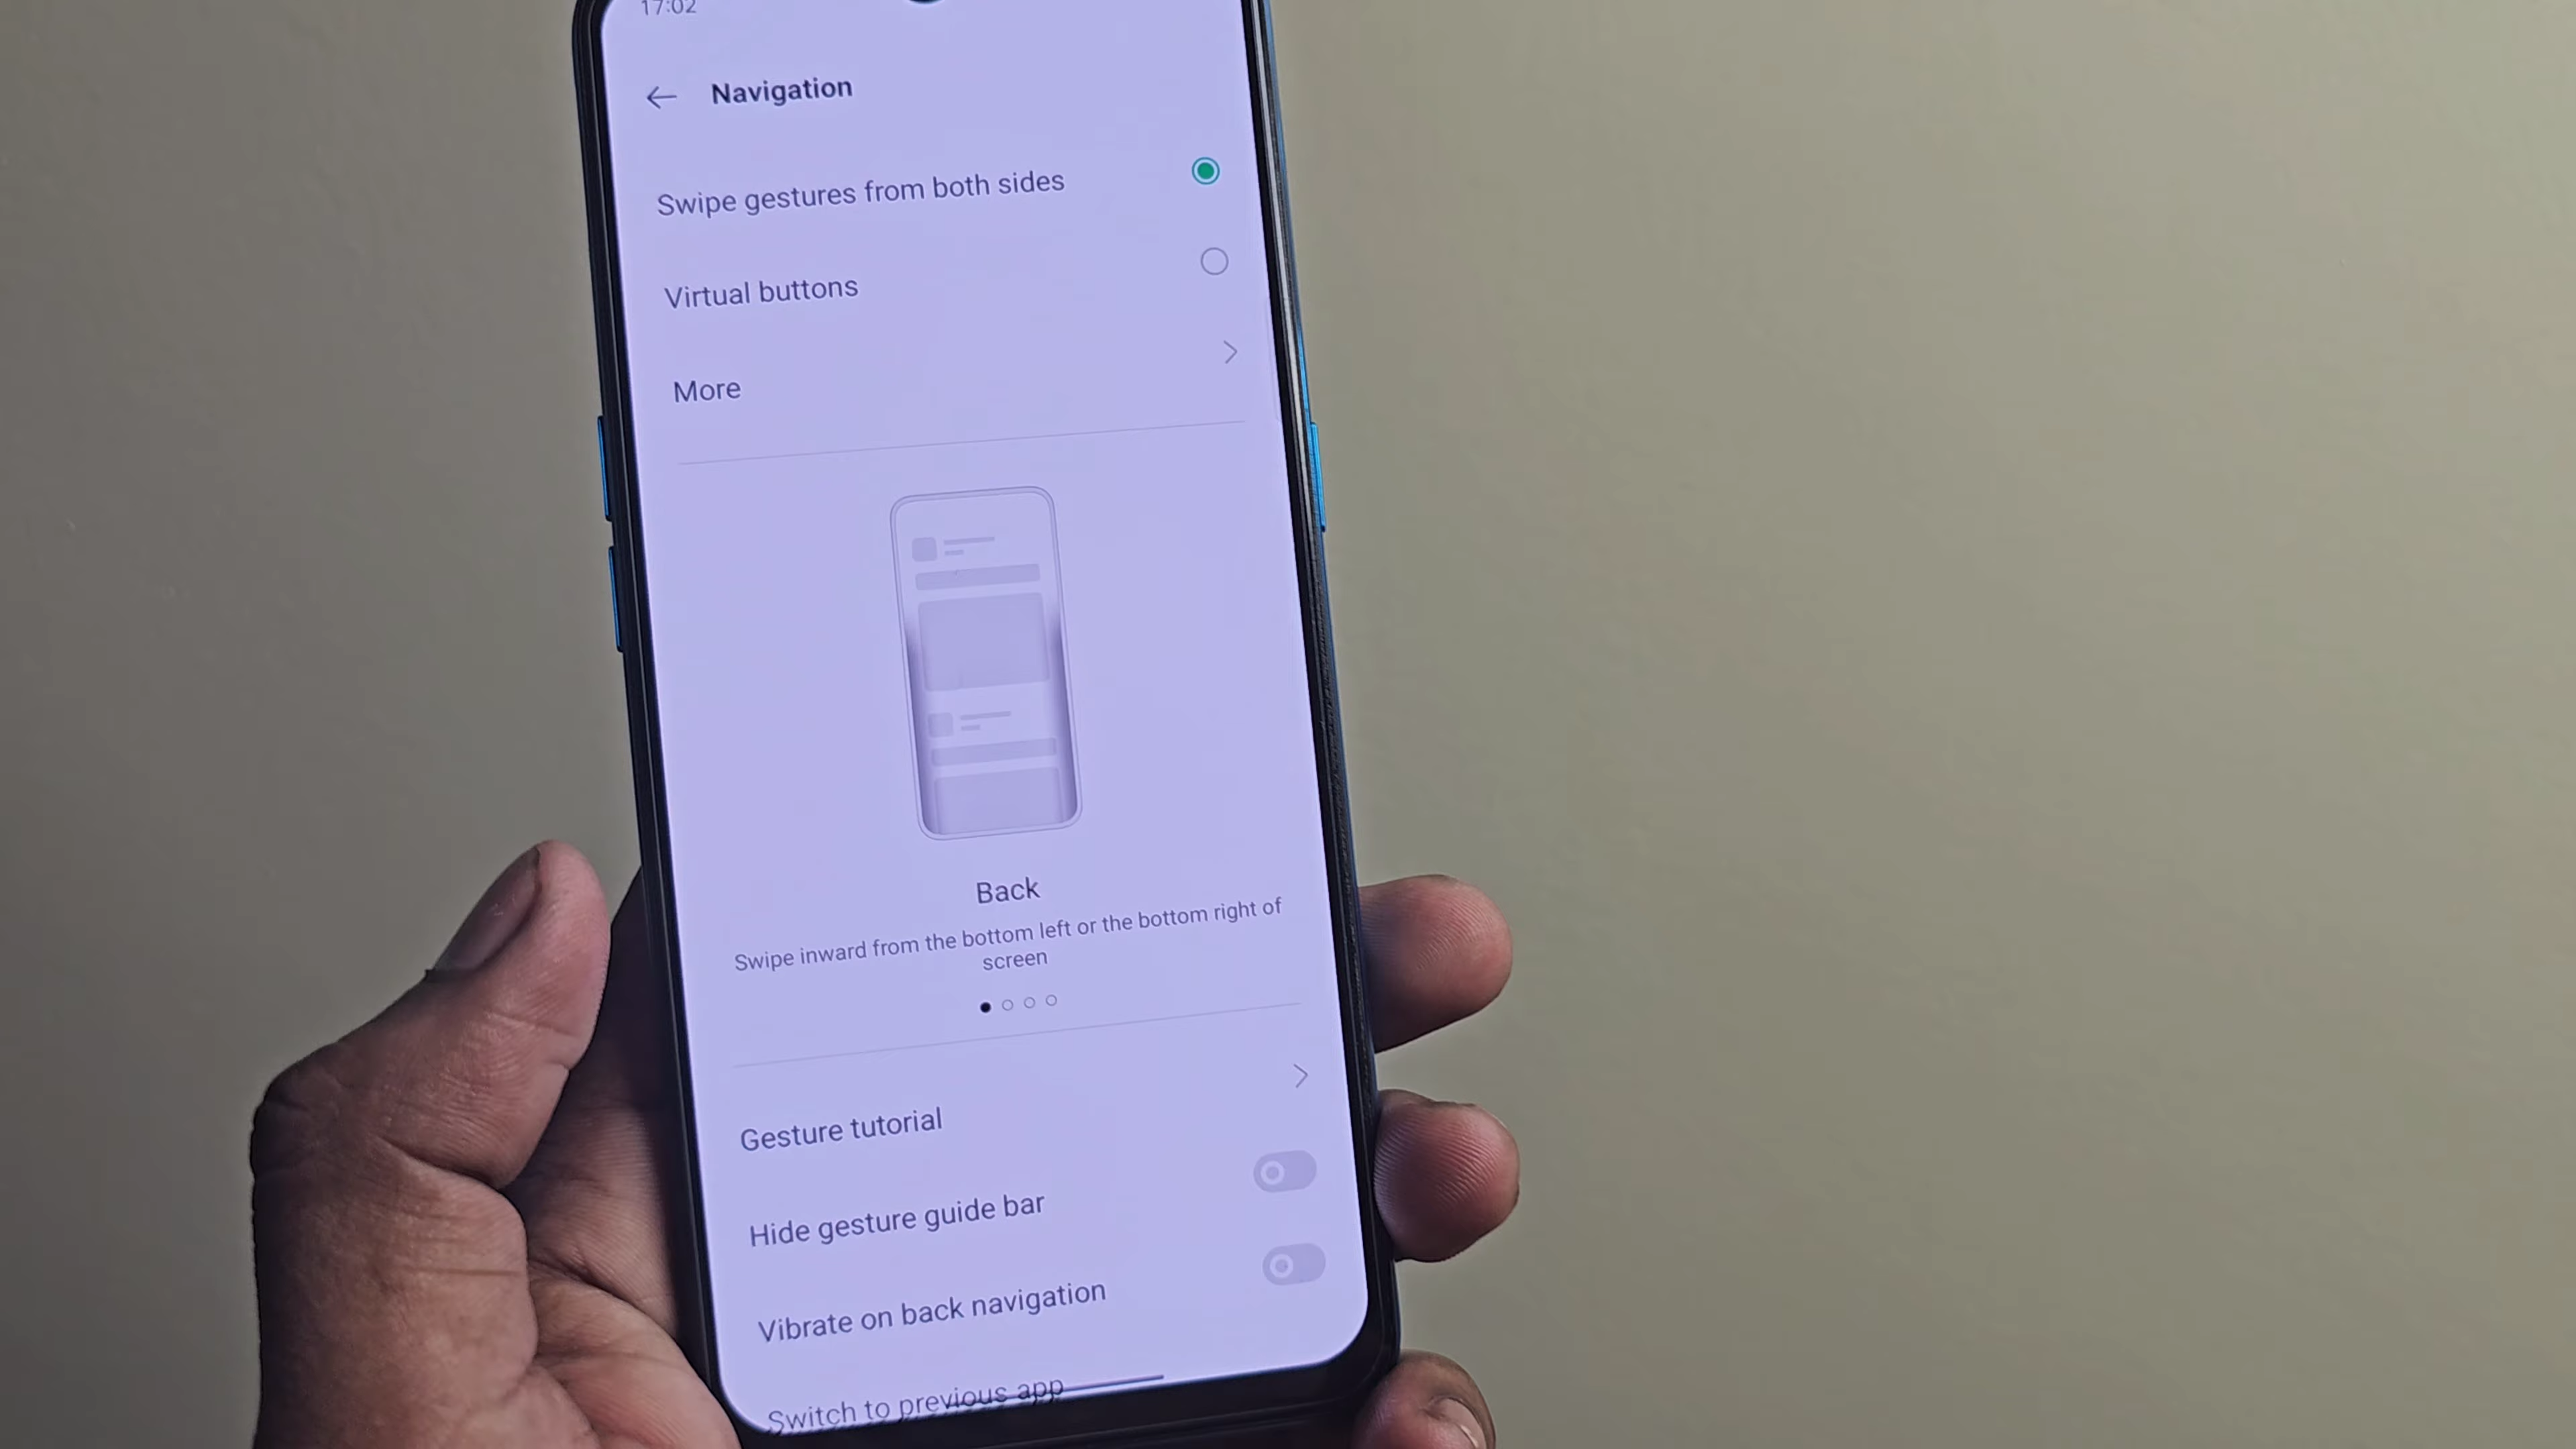 17:02
Navigation
Swipe gestures from both sides
Virtual buttons
More
Back
Swipe inward from the bottom left or the bottom right of
screen
Gesture tutorial
Hide gesture guide bar
Vibrate on back navigation
Switch to previous app